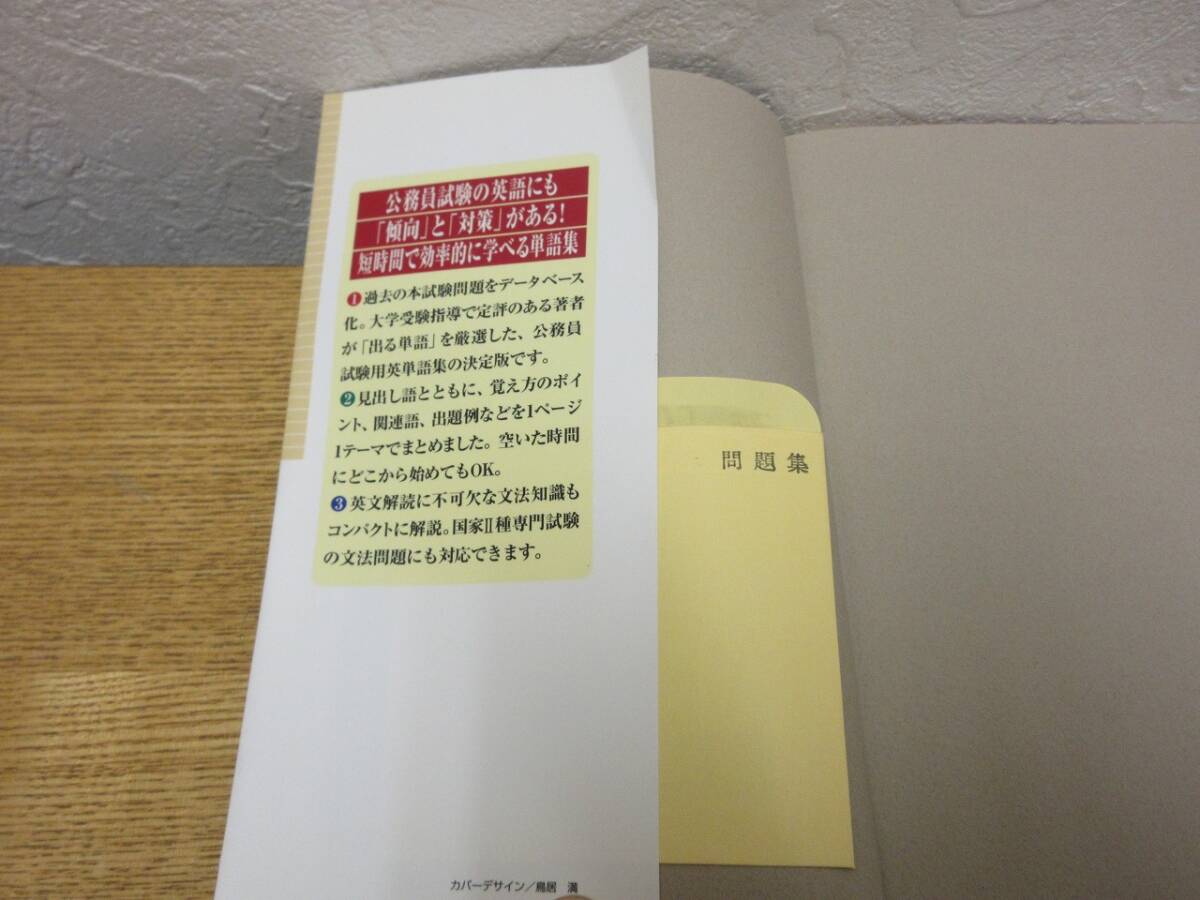 公務員試験の英語にも
「傾向」と「対策」がある!
短時間で効率的に学べる単語集
❶過去の本試験問題をデータベース
化。大学受験指導で定評のある著者
が「出る単語」を厳選した、公務員
試験用英単語集の決定版です。
❷見出し語とともに、覚え方のポイ
ント、関連語、出題例などを1ページ
1テーマでまとめました。空いた時間
にどこから始めてもOK。
❸英文解読に不可欠な文法知識も
コンパクトに解説。国家Ⅱ種専門試験
の文法問題にも対応できます。
カバーデザイン/鳥居 満
問題集